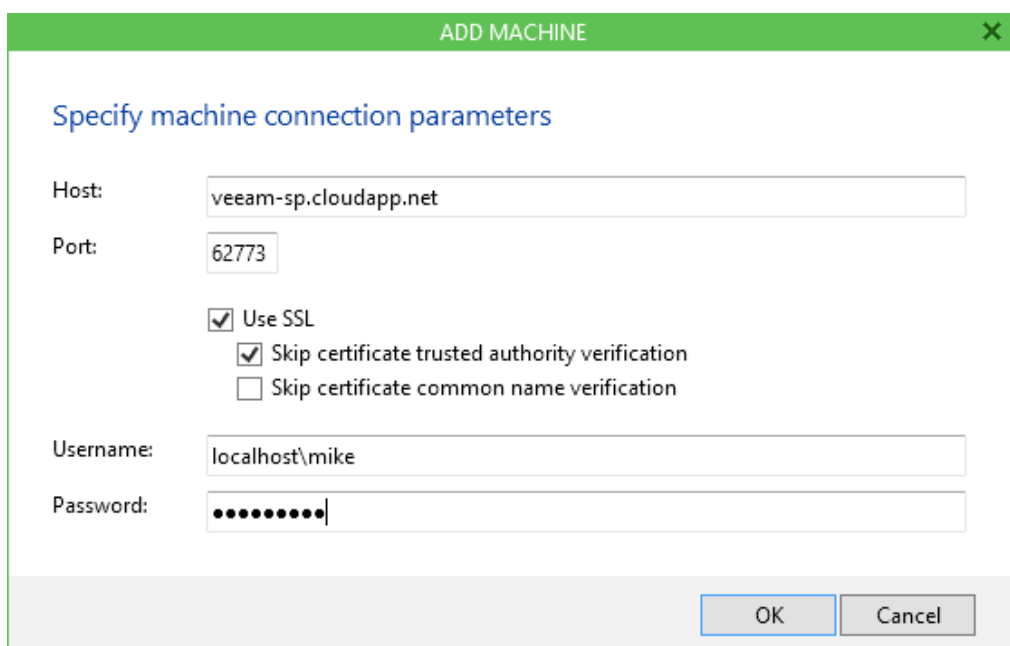 ADD MACHINE
Specify machine connection parameters
Host: veeam-sp.cloudapp.net
Port: 62773
Use SSL
Skip certificate trusted authority verification
Skip certificate common name verification
Username: localhost\mike
Password: ●●●●●●●●●
OK Cancel